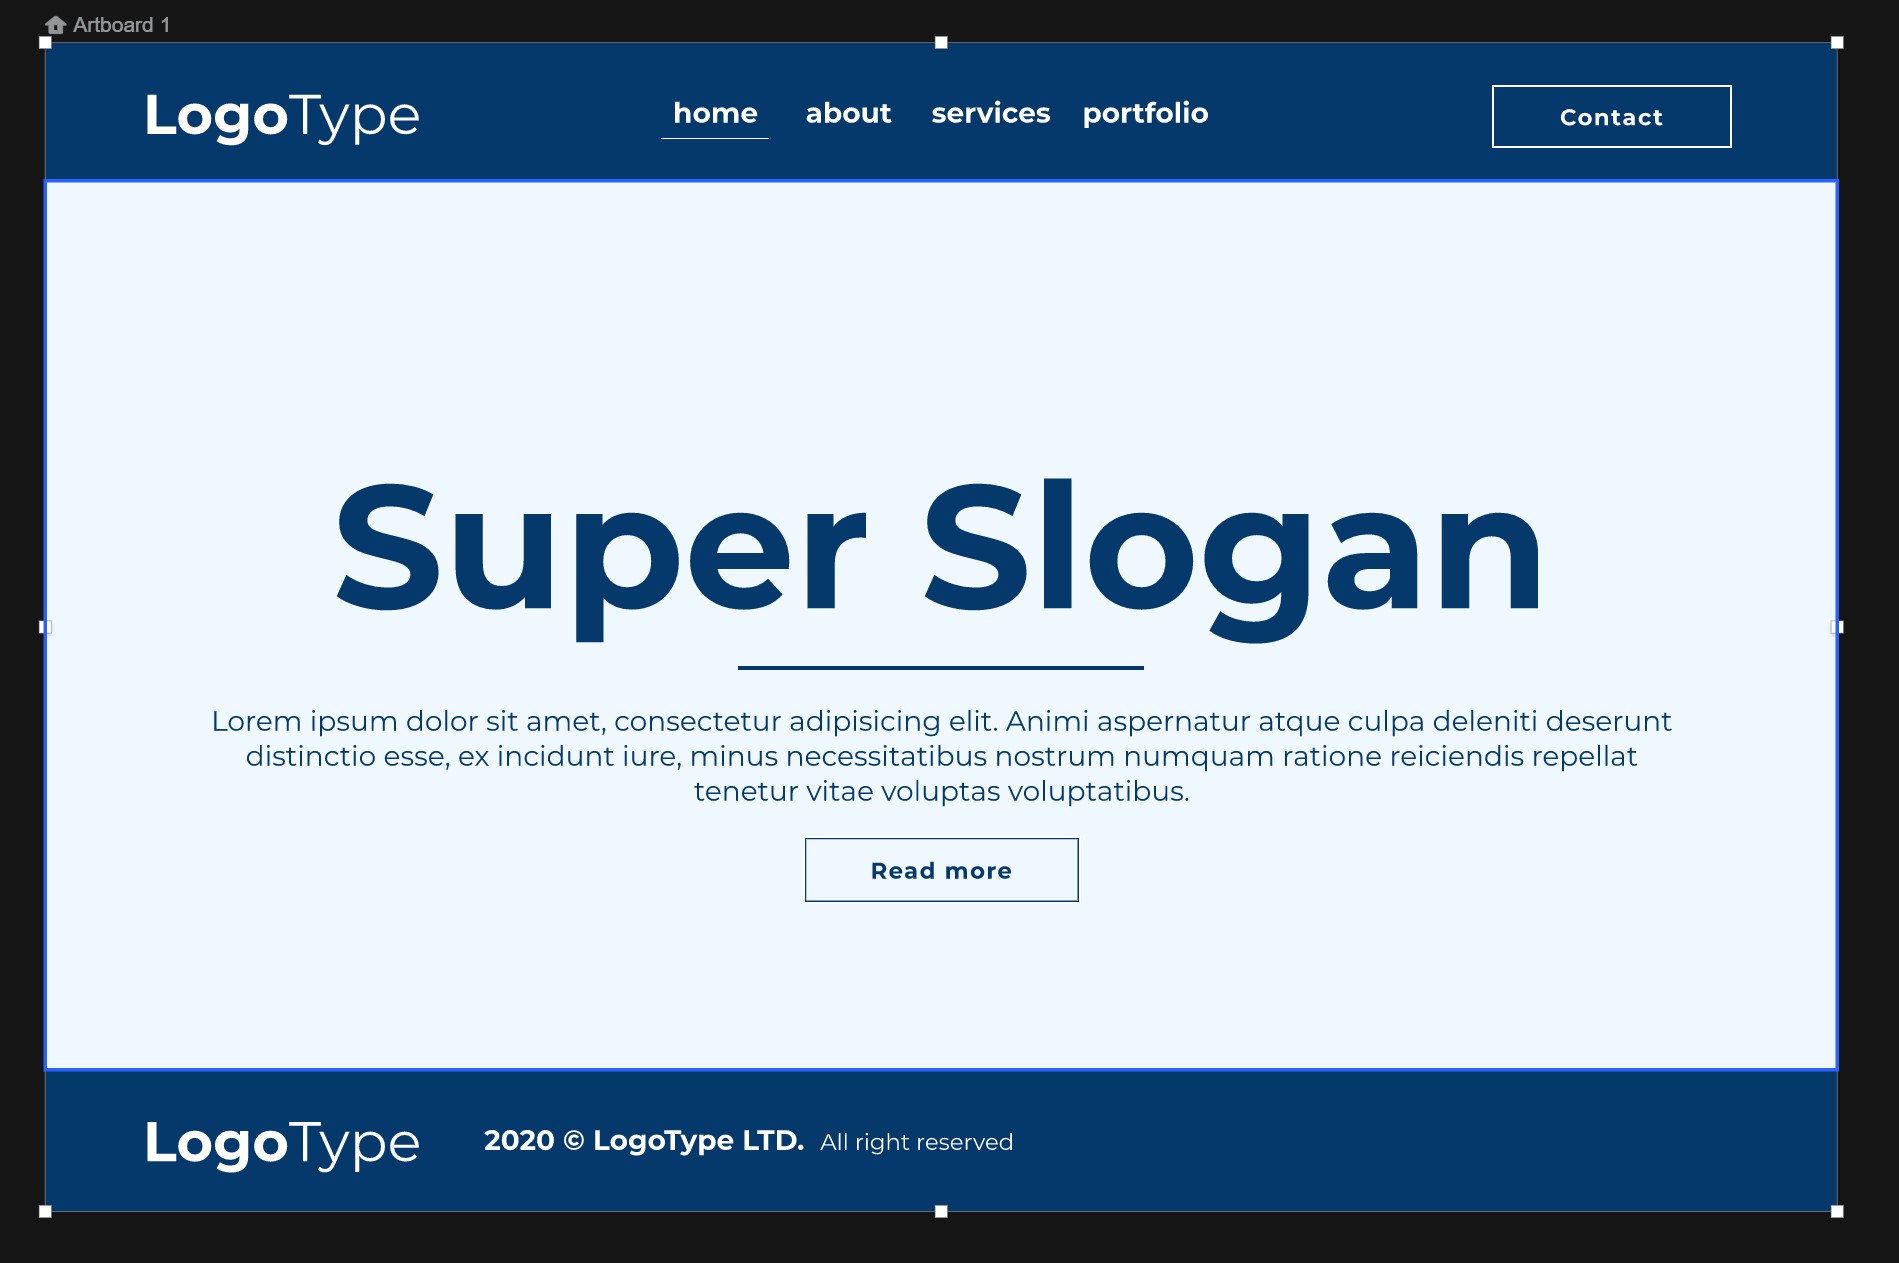 Artboard 1
LogoType
home about services portfolio
Contact
Super Slogan
Lorem ipsum dolor sit amet, consectetur adipisicing elit. Animi aspernatur atque culpa deleniti deserunt
distinctio esse, ex incidunt iure, minus necessitatibus nostrum numquam ratione reiciendis repellat
tenetur vitae voluptas voluptatibus.
Read more
LogoType
2020 © LogoType LTD. All right reserved